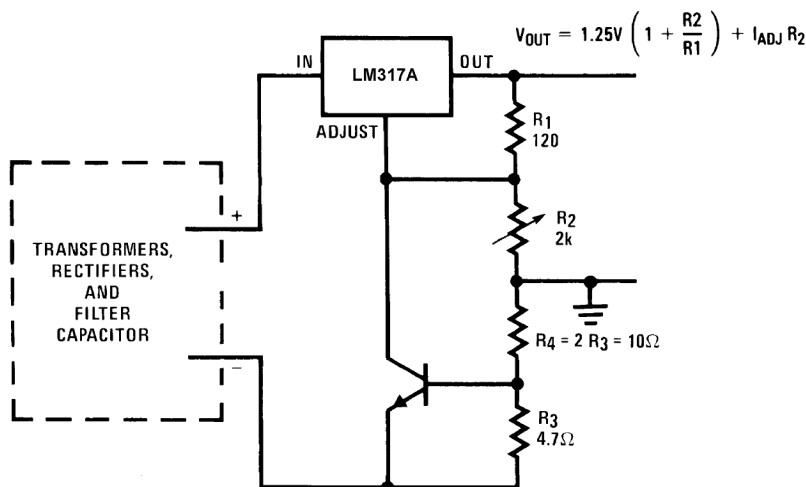 V_OUT = 1.25V (1 + R2/R1) + I_ADJ R₂
IN
LM317A
OUT
ADJUST
R₁
120
R₂
2k
+
TRANSFORMERS,
RECTIFIERS,
AND
FILTER
CAPACITOR
−
R₄ = 2 R₃ = 10Ω
R₃
4.7Ω